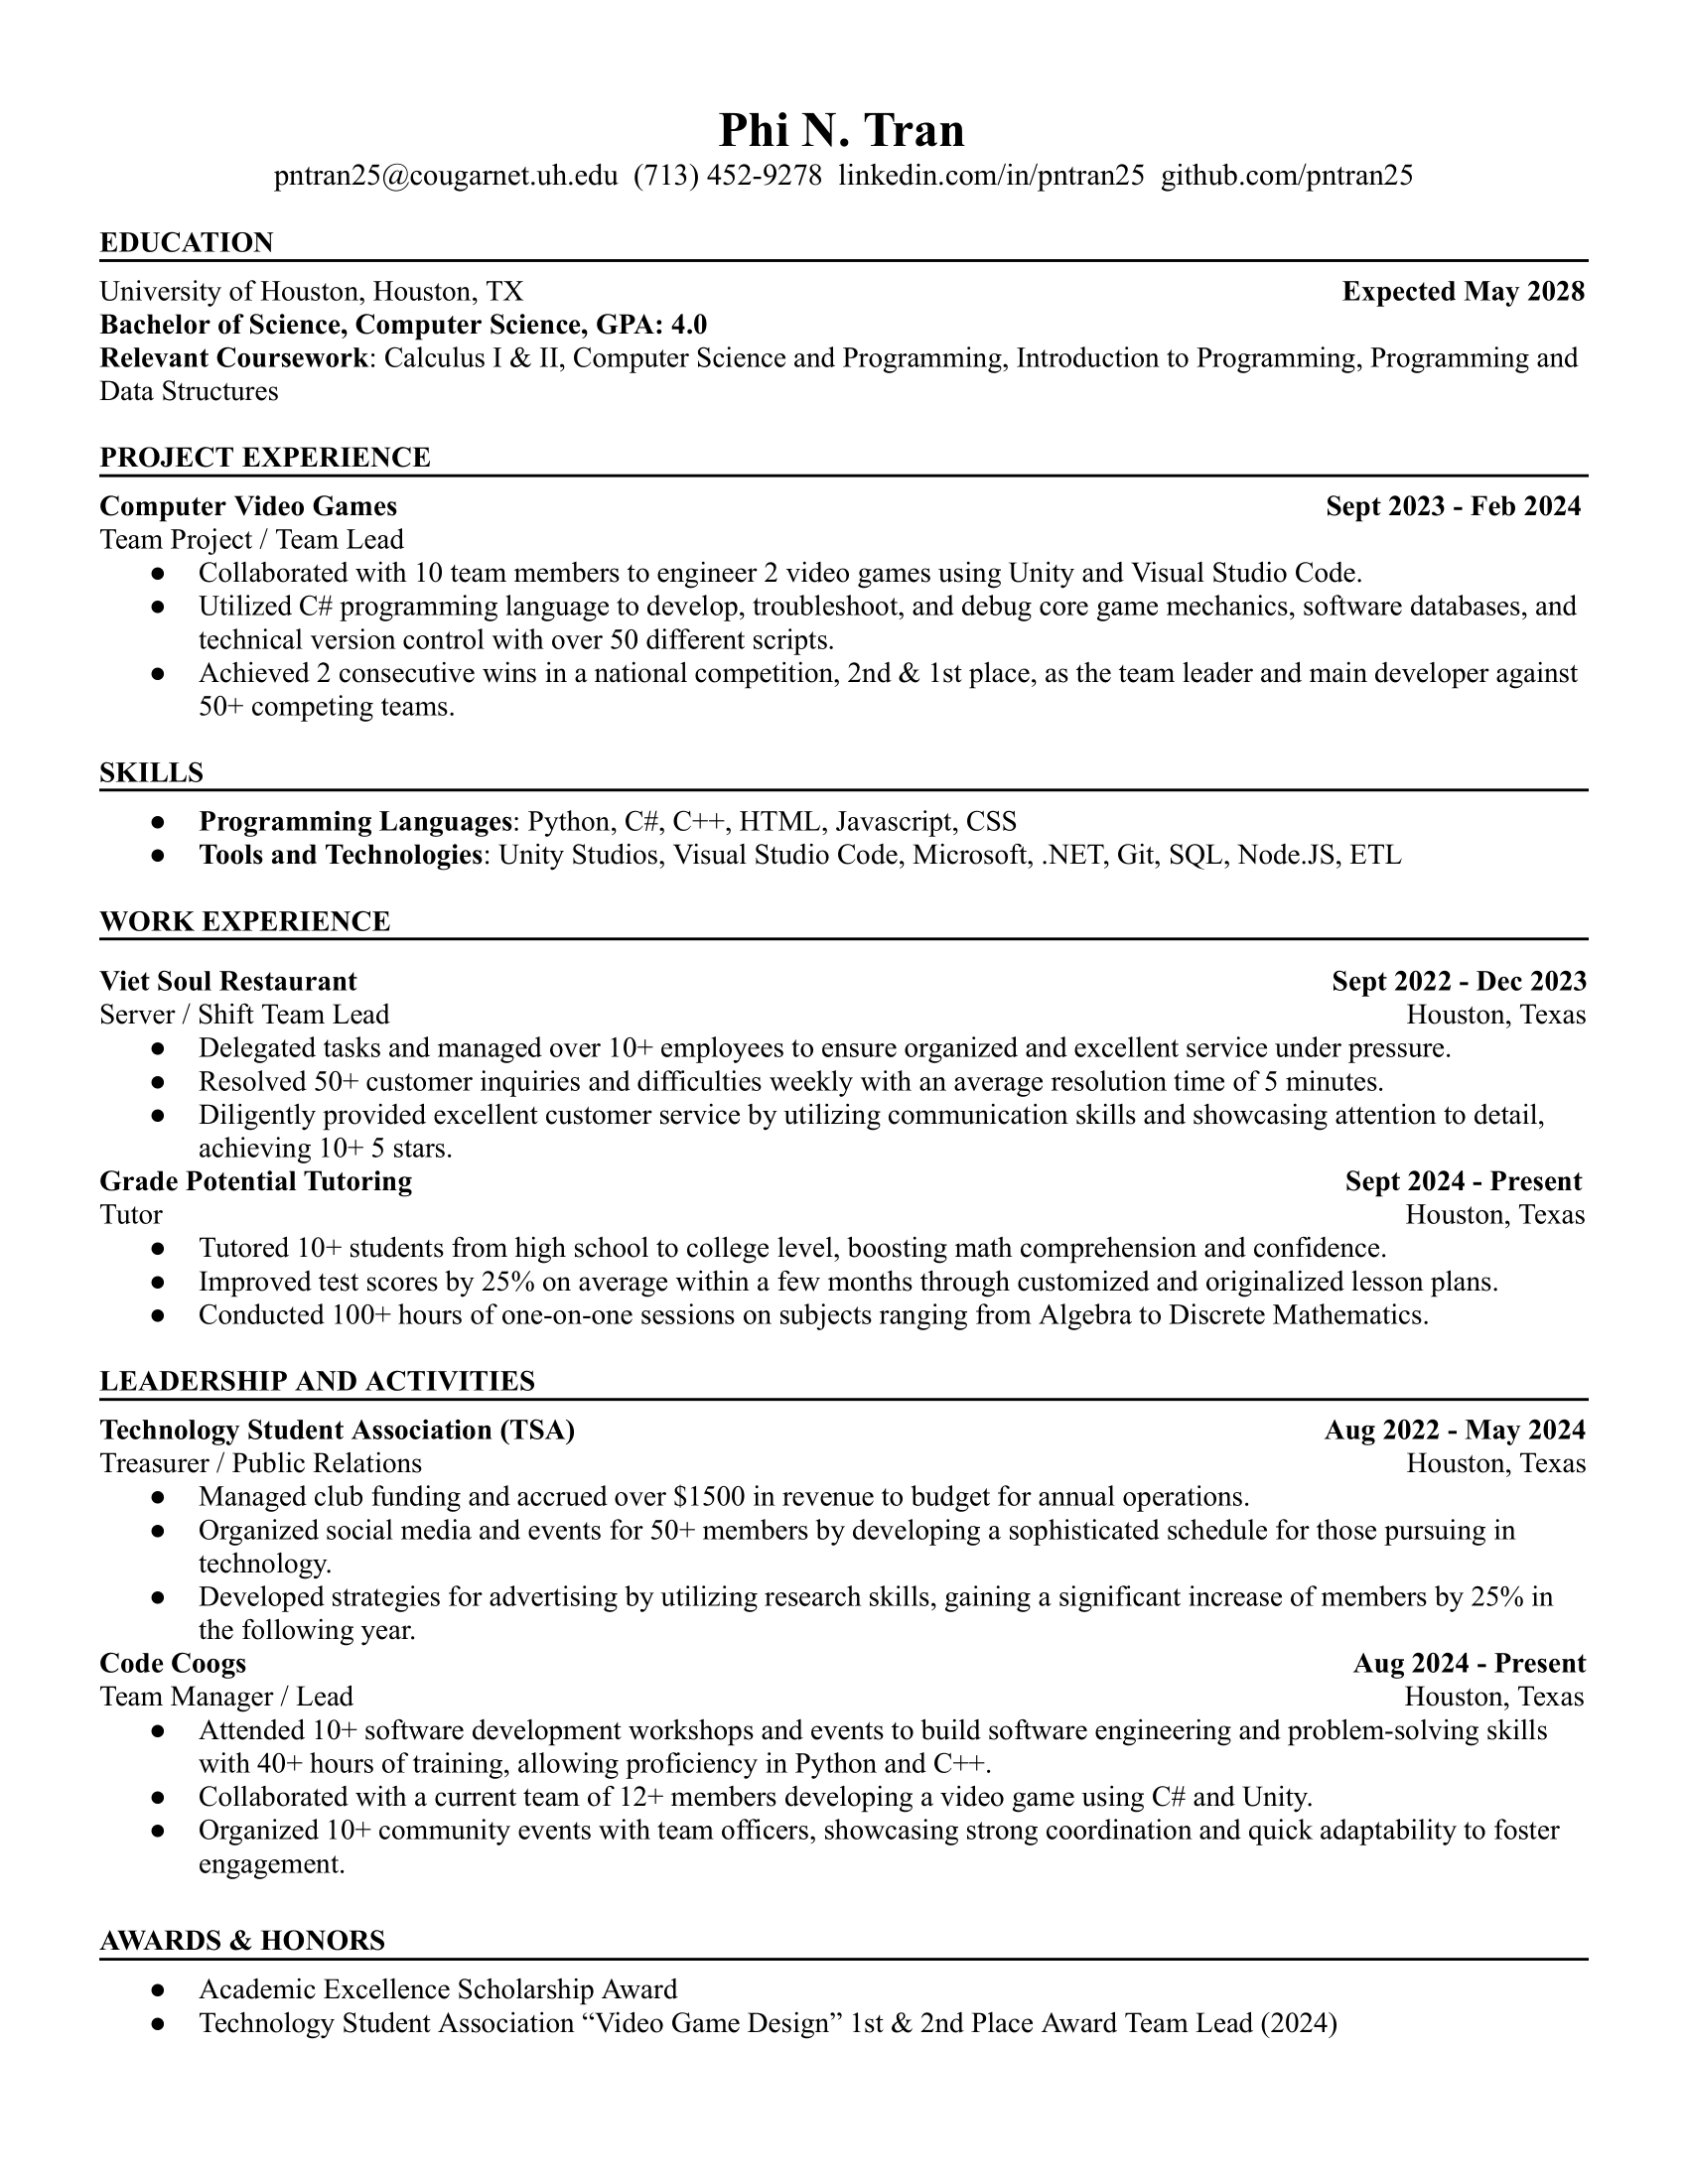 Phi N. Tran
pntran25@cougarnet.uh.edu (713) 452-9278 linkedin.com/in/pntran25 github.com/pntran25
EDUCATION
University of Houston, Houston, TX Expected May 2028
Bachelor of Science, Computer Science, GPA: 4.0
Relevant Coursework: Calculus I & II, Computer Science and Programming, Introduction to Programming, Programming and
Data Structures
PROJECT EXPERIENCE
Computer Video Games Sept 2023 - Feb 2024
Team Project / Team Lead
● Collaborated with 10 team members to engineer 2 video games using Unity and Visual Studio Code.
● Utilized C# programming language to develop, troubleshoot, and debug core game mechanics, software databases, and
technical version control with over 50 different scripts.
● Achieved 2 consecutive wins in a national competition, 2nd & 1st place, as the team leader and main developer against
50+ competing teams.
SKILLS
● Programming Languages: Python, C#, C++, HTML, Javascript, CSS
● Tools and Technologies: Unity Studios, Visual Studio Code, Microsoft, .NET, Git, SQL, Node.JS, ETL
WORK EXPERIENCE
Viet Soul Restaurant Sept 2022 - Dec 2023
Server / Shift Team Lead Houston, Texas
● Delegated tasks and managed over 10+ employees to ensure organized and excellent service under pressure.
● Resolved 50+ customer inquiries and difficulties weekly with an average resolution time of 5 minutes.
● Diligently provided excellent customer service by utilizing communication skills and showcasing attention to detail,
achieving 10+ 5 stars.
Grade Potential Tutoring Sept 2024 - Present
Tutor Houston, Texas
● Tutored 10+ students from high school to college level, boosting math comprehension and confidence.
● Improved test scores by 25% on average within a few months through customized and originalized lesson plans.
● Conducted 100+ hours of one-on-one sessions on subjects ranging from Algebra to Discrete Mathematics.
LEADERSHIP AND ACTIVITIES
Technology Student Association (TSA) Aug 2022 - May 2024
Treasurer / Public Relations Houston, Texas
● Managed club funding and accrued over $1500 in revenue to budget for annual operations.
● Organized social media and events for 50+ members by developing a sophisticated schedule for those pursuing in
technology.
● Developed strategies for advertising by utilizing research skills, gaining a significant increase of members by 25% in
the following year.
Code Coogs Aug 2024 - Present
Team Manager / Lead Houston, Texas
● Attended 10+ software development workshops and events to build software engineering and problem-solving skills
with 40+ hours of training, allowing proficiency in Python and C++.
● Collaborated with a current team of 12+ members developing a video game using C# and Unity.
● Organized 10+ community events with team officers, showcasing strong coordination and quick adaptability to foster
engagement.
AWARDS & HONORS
● Academic Excellence Scholarship Award
● Technology Student Association “Video Game Design” 1st & 2nd Place Award Team Lead (2024)